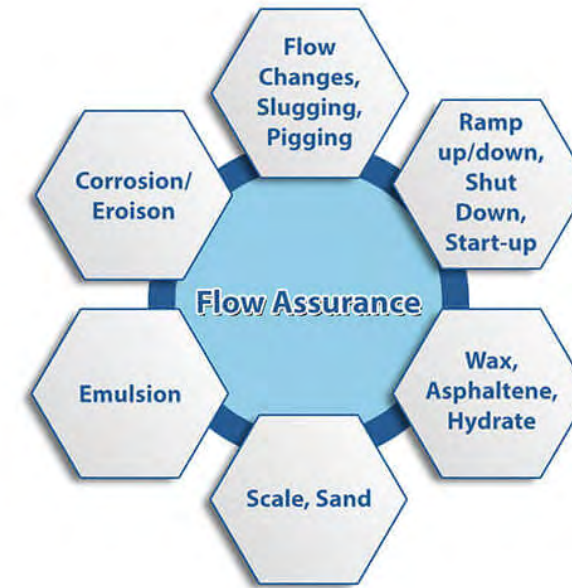 Flow
Changes,
Slugging,
Pigging
Ramp
up/down,
Shut
Down,
Start-up
Corrosion/
Eroison
Flow Assurance
Wax,
Asphaltene,
Hydrate
Emulsion
Scale, Sand